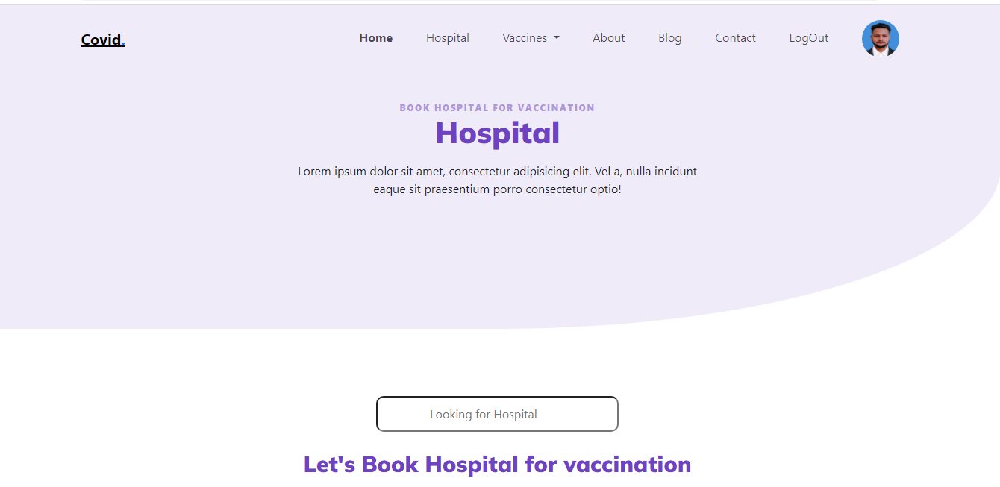 Covid.
Home Hospital Vaccines About Blog Contact LogOut
BOOK HOSPITAL FOR VACCINATION
Hospital
Lorem ipsum dolor sit amet, consectetur adipisicing elit. Vel a, nulla incidunt
eaque sit praesentium porro consectetur optio!
Looking for Hospital
Let's Book Hospital for vaccination